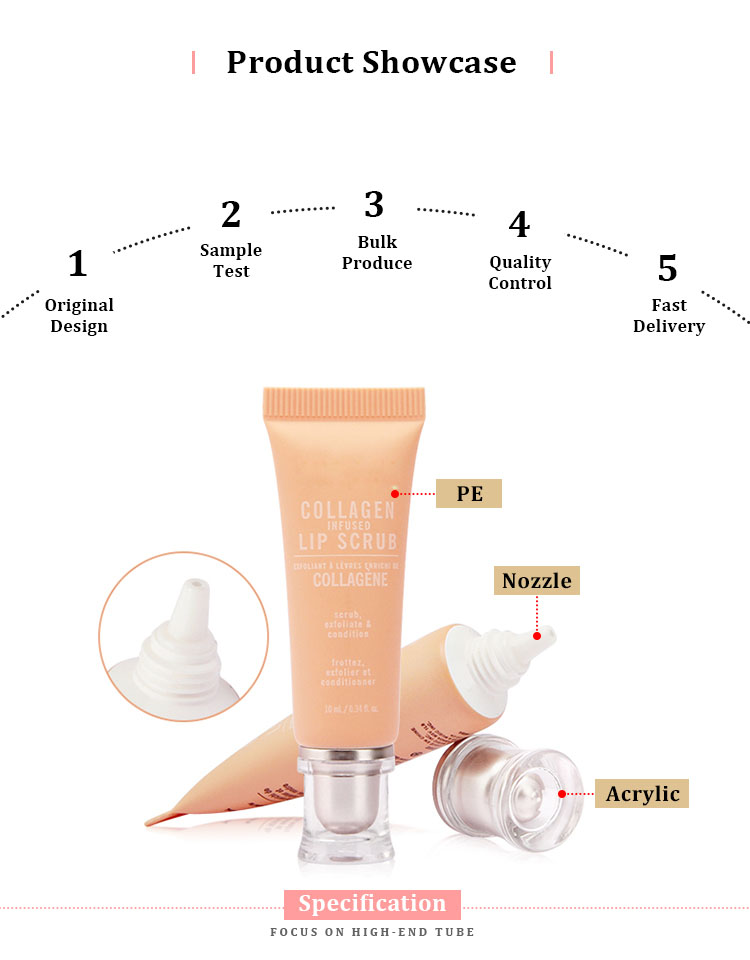 Product Showcase
1
Original
Design
2
Sample
Test
3
Bulk
Produce
4
Quality
Control
5
Fast
Delivery
COLLAGEN
INFUSED
LIP SCRUB
EXFOLIANT À LÈVRES ENRICHI DE
COLLAGÈNE
scrub,
exfoliate &
condition
frottez,
exfolier et
conditionner
10 mL / 0.34 fl. oz.
PE
Nozzle
Acrylic
Specification
FOCUS ON HIGH-END TUBE